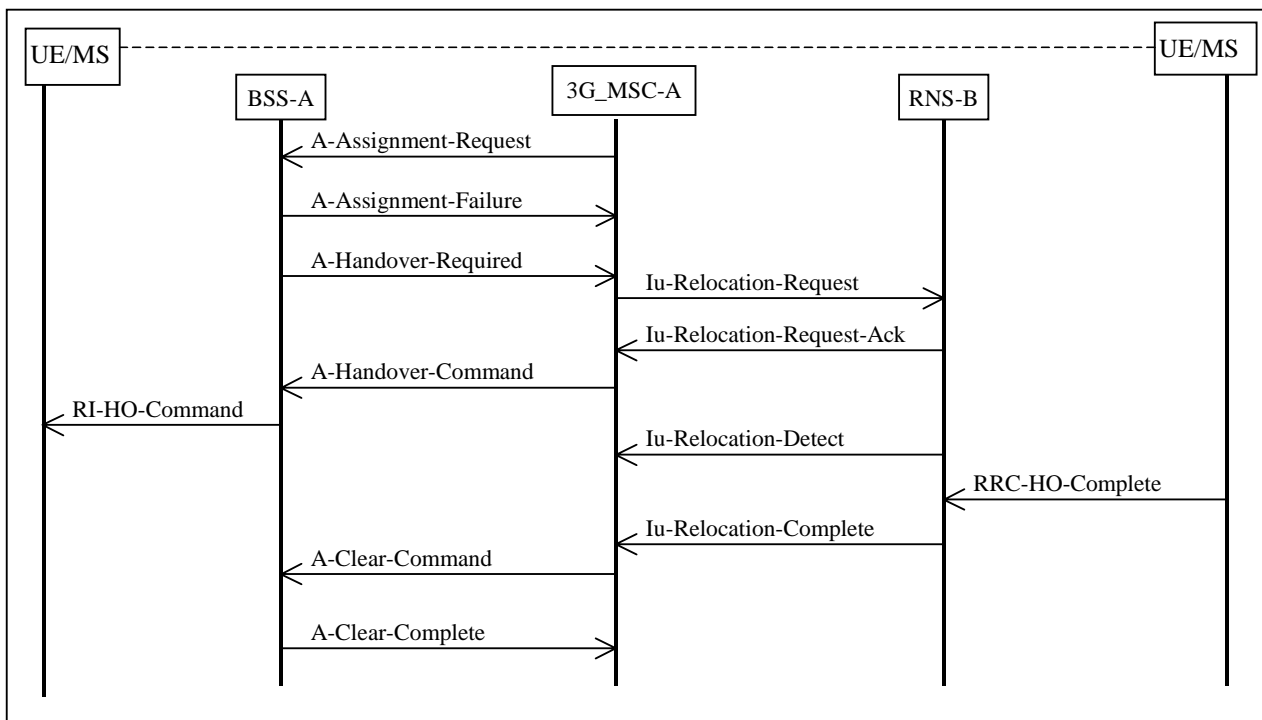 UE/MS
UE/MS
BSS-A
3G_MSC-A
RNS-B
A-Assignment-Request
A-Assignment-Failure
A-Handover-Required
Iu-Relocation-Request
Iu-Relocation-Request-Ack
A-Handover-Command
RI-HO-Command
Iu-Relocation-Detect
RRC-HO-Complete
Iu-Relocation-Complete
A-Clear-Command
A-Clear-Complete